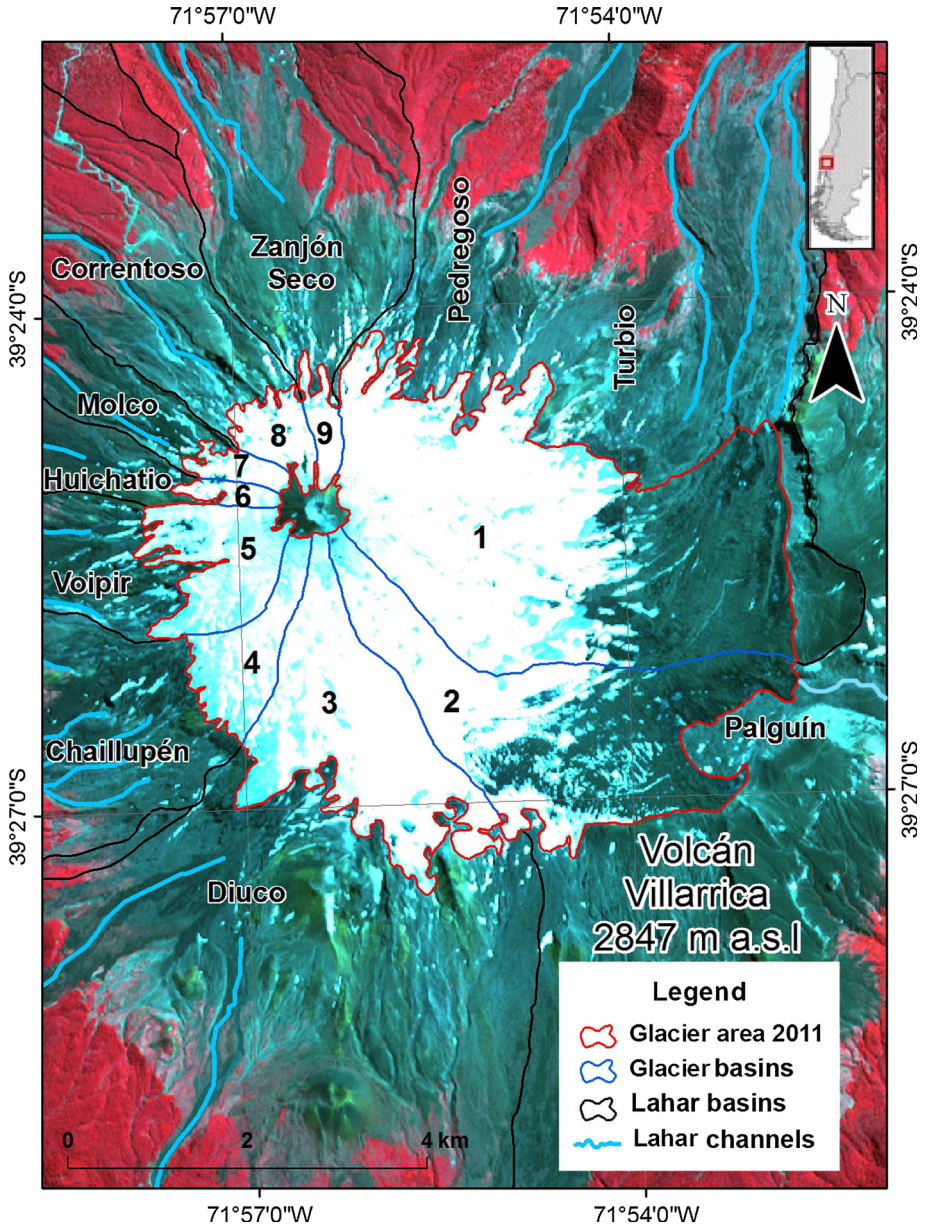 71°57'0"W
71°54'0"W
Zanjón
Seco
Correntoso
Pedregoso
Turbio
N
39°24'0"S
39°24'0"S
Molco
Huichatio
Voipir
Chaillupén
8
9
7
6
5
1
4
3
2
Palguín
39°27'0"S
39°27'0"S
Diuco
Volcán
Villarrica
2847 m a.s.l
Legend
Glacier area 2011
Glacier basins
Lahar basins
Lahar channels
0 2 4 km
71°57'0"W
71°54'0"W